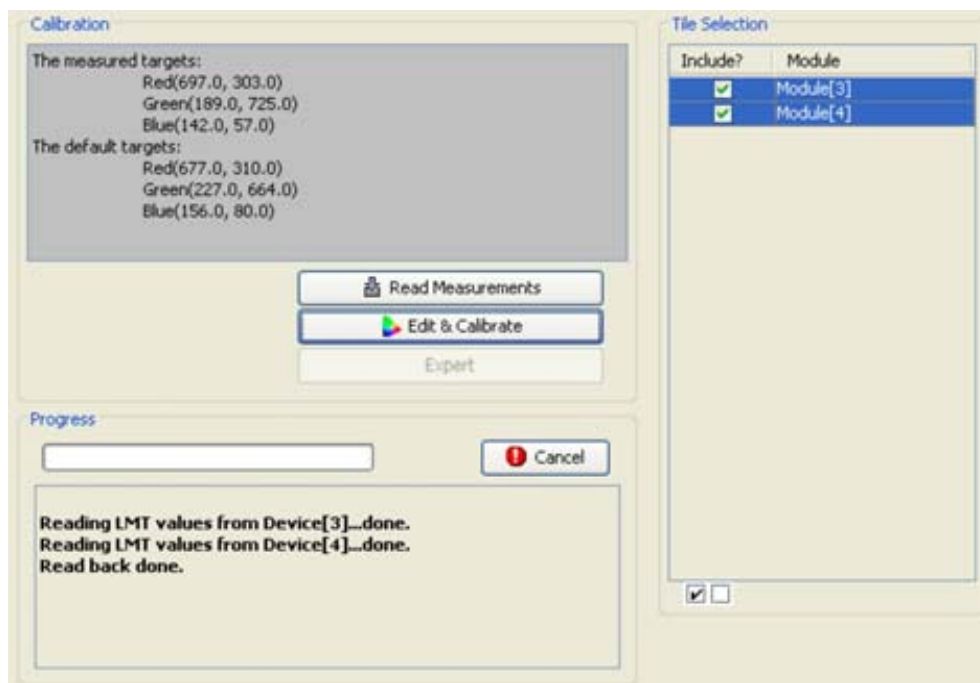 Calibration
The measured targets:
Red(697.0, 303.0)
Green(189.0, 725.0)
Blue(142.0, 57.0)
The default targets:
Red(677.0, 310.0)
Green(227.0, 664.0)
Blue(156.0, 80.0)
Read Measurements
Edit & Calibrate
Expert
Progress
Cancel
Reading LMT values from Device[3]...done.
Reading LMT values from Device[4]...done.
Read back done.
Tile Selection
Include? Module
Module[3]
Module[4]